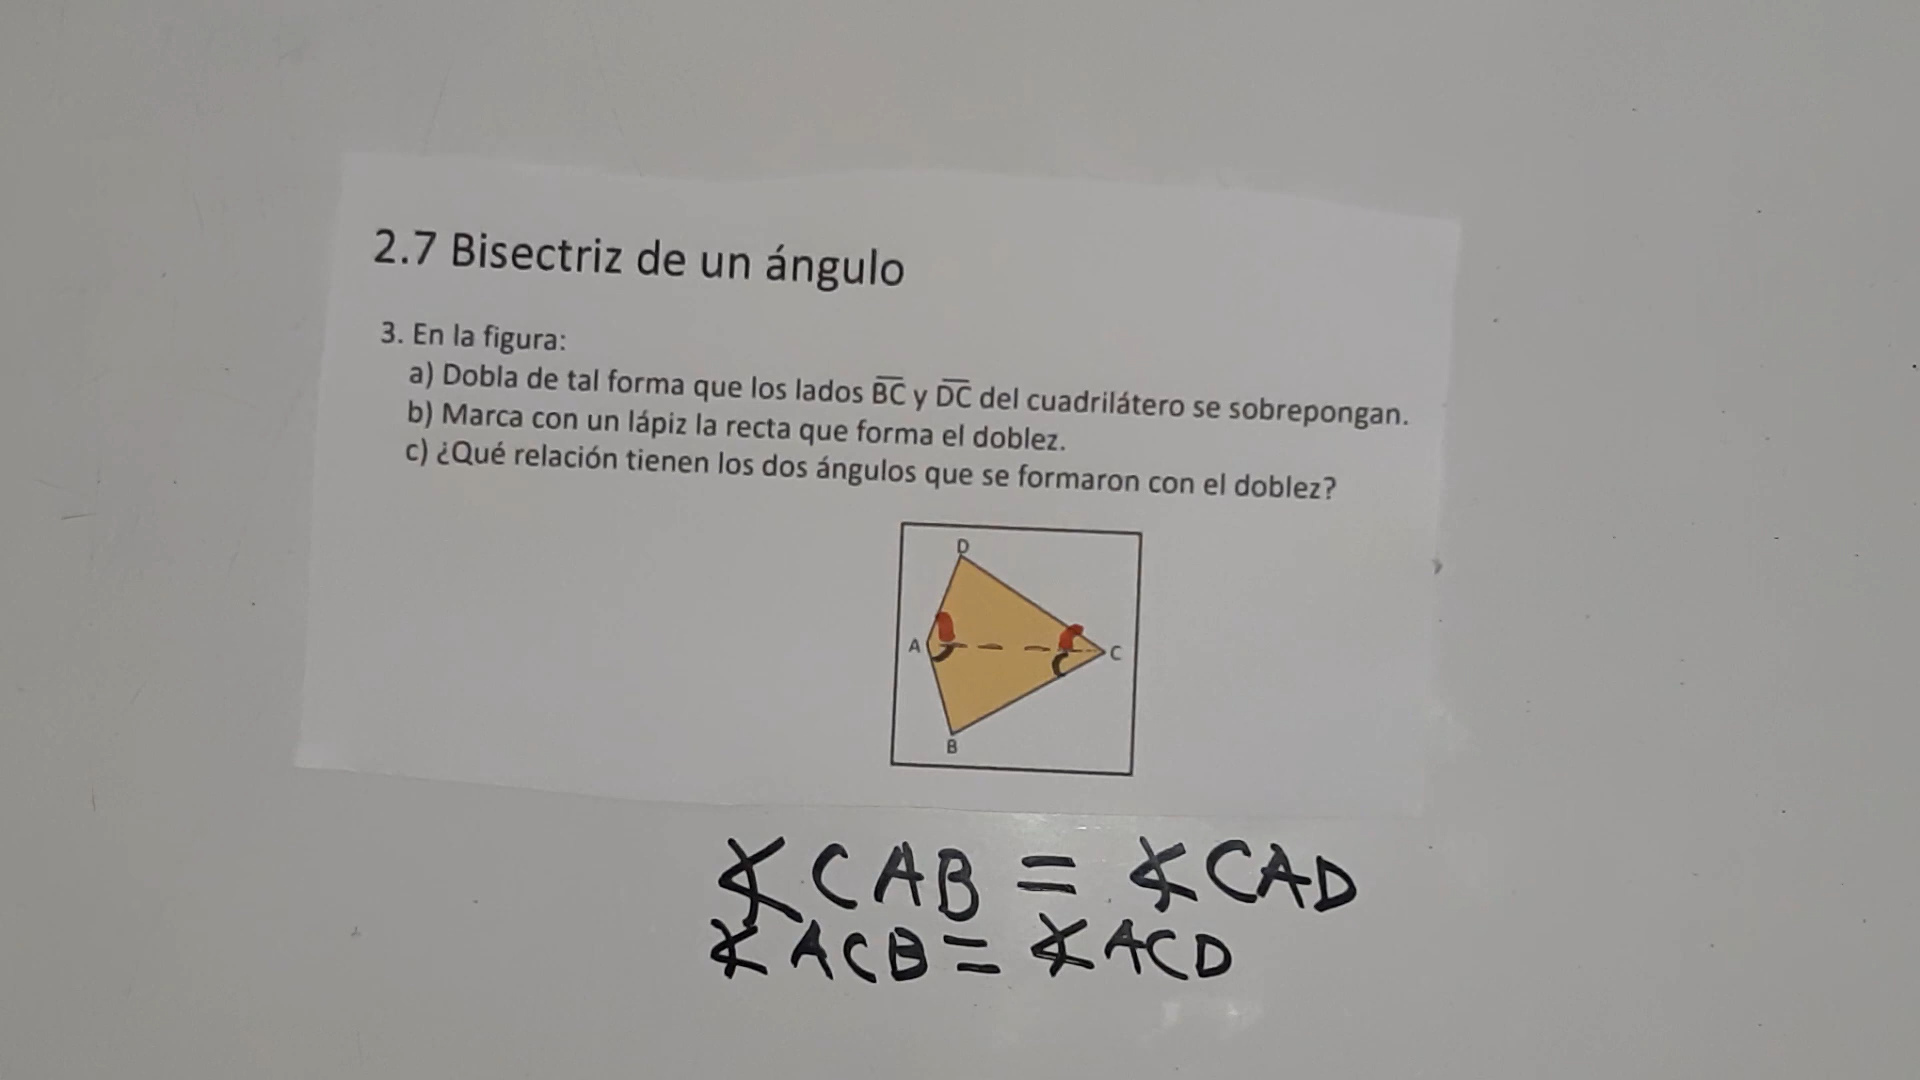 2.7 Bisectriz de un ángulo
3. En la figura:
a) Dobla de tal forma que los lados B̅C̅ y D̅C̅ del cuadrilátero se sobrepongan.
b) Marca con un lápiz la recta que forma el doblez.
c) ¿Qué relación tienen los dos ángulos que se formaron con el doblez?
D
A
C
B
∡CAB = ∡CAD
∡ACB = ∡ACD